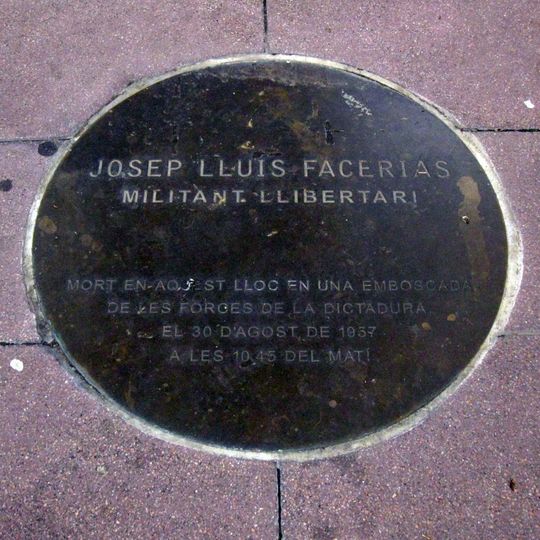 JOSEP LLUIS FACERIAS
MILITANT LLIBERTARI
MORT EN AQUEST LLOC EN UNA EMBOSCADA
DE LES FORCES DE LA DICTADURA
EL 30 D'AGOST DE 1957
A LES 10,45 DEL MATÍ